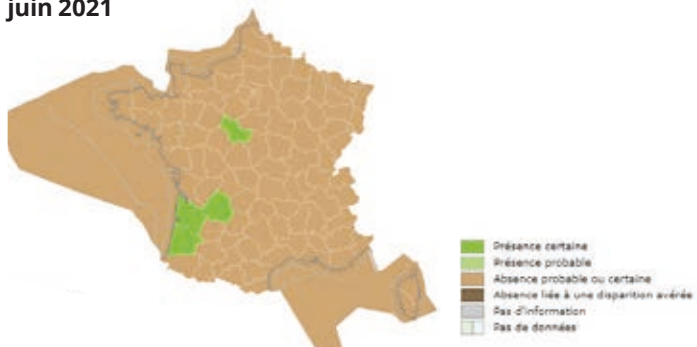 juin 2021
Présence certaine
Présence probable
Absence probable ou certaine
Absence liée à une disparition avérée
Pas d'information
Pas de données